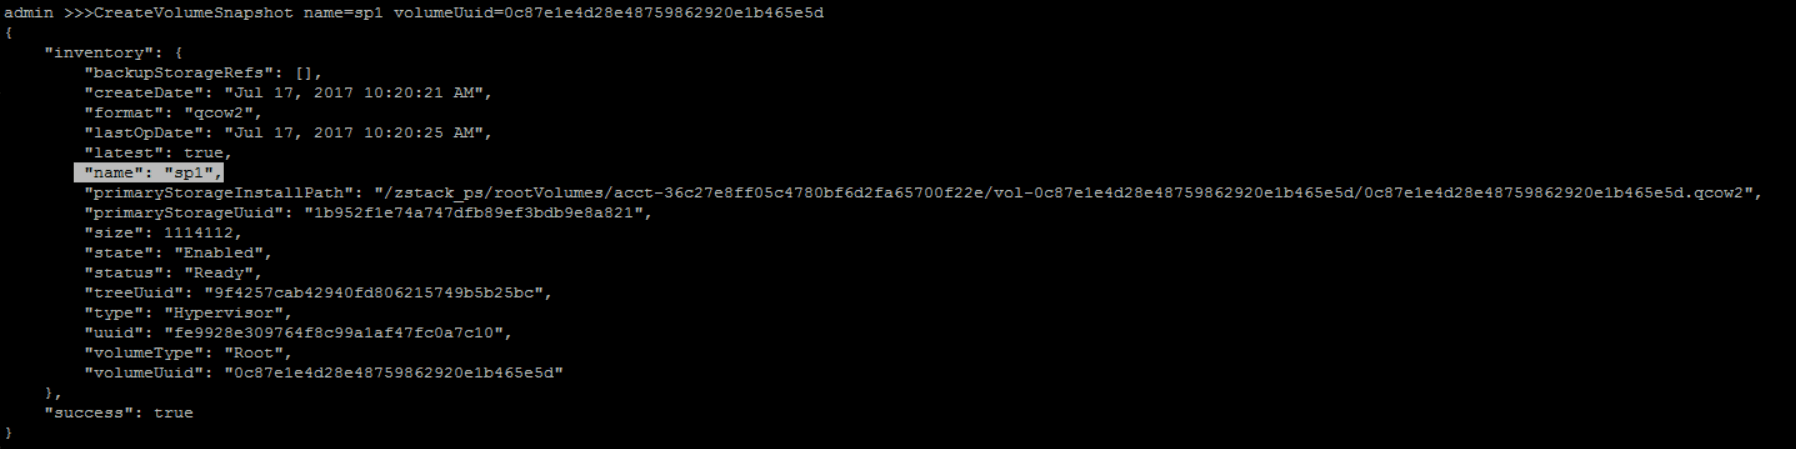 admin >>>CreateVolumeSnapshot name=sp1 volumeUuid=0c87e1e4d28e48759862920e1b465e5d
{
    "inventory": {
        "backupStorageRefs": [],
        "createDate": "Jul 17, 2017 10:20:21 AM",
        "format": "qcow2",
        "lastOpDate": "Jul 17, 2017 10:20:25 AM",
        "latest": true,
        "name": "sp1",
        "primaryStorageInstallPath": "/zstack_ps/rootVolumes/acct-36c27e8ff05c4780bf6d2fa65700f22e/vol-0c87e1e4d28e48759862920e1b465e5d/0c87e1e4d28e48759862920e1b465e5d.qcow2",
        "primaryStorageUuid": "1b952f1e74a747dfb89ef3bdb9e8a821",
        "size": 1114112,
        "state": "Enabled",
        "status": "Ready",
        "treeUuid": "9f4257cab42940fd806215749b5b25bc",
        "type": "Hypervisor",
        "uuid": "fe9928e309764f8c99a1af47fc0a7c10",
        "volumeType": "Root",
        "volumeUuid": "0c87e1e4d28e48759862920e1b465e5d"
    },
    "success": true
}